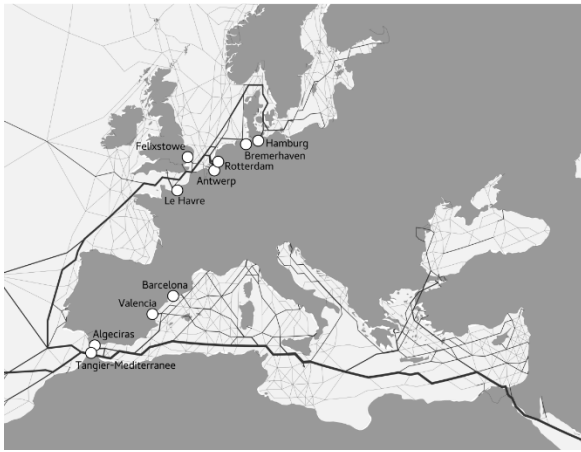 Felixstowe
Hamburg
Bremerhaven
Rotterdam
Antwerp
Le Havre
Barcelona
Valencia
Algeciras
Tangier-Mediterranee